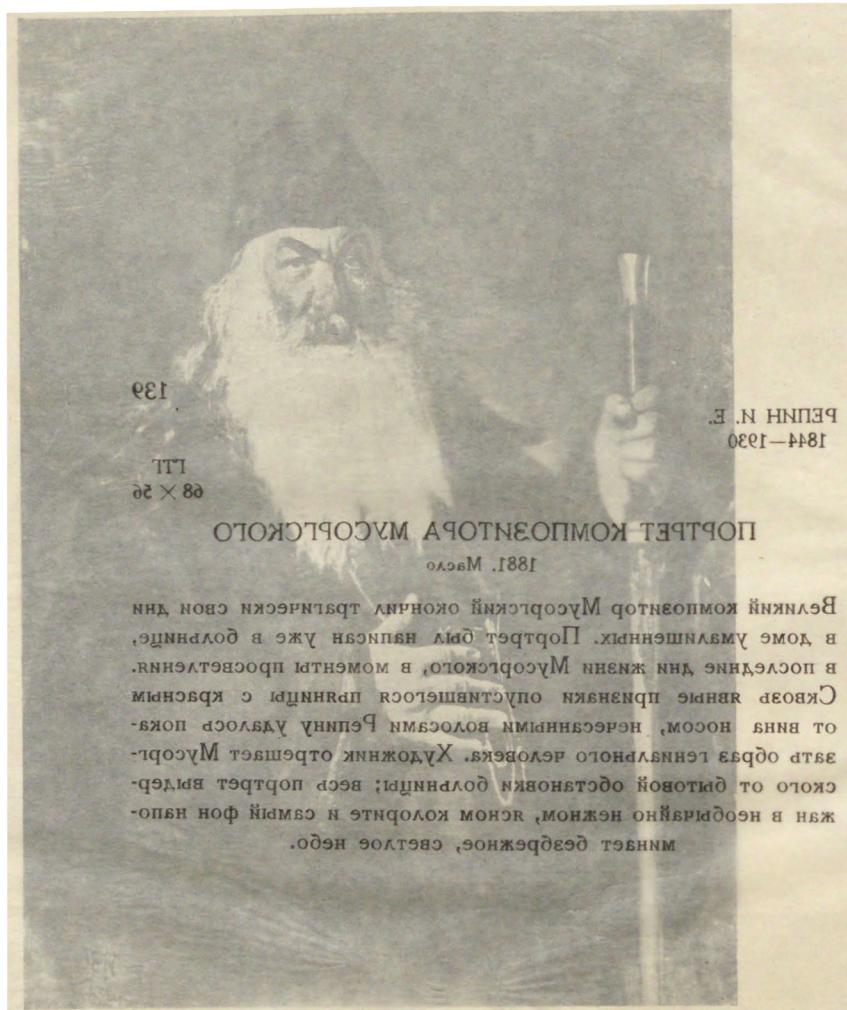 139
РЕПИН И. Е.
1844—1930
ГТГ
68 × 56
ПОРТРЕТ КОМПОЗИТОРА МУСОРГСКОГО
1881. Масло
Великий композитор Мусоргский окончил трагически свои дни
в доме умалишенных. Портрет был написан уже в больнице,
в последние дни жизни Мусоргского, в моменты просветления.
Сквозь явные признаки опустившегося пьяницы с красным
от вина носом, нечесанными волосами Репину удалось пока-
зать образ гениального человека. Художник отрешает Мусорг-
ского от бытовой обстановки больницы; весь портрет выдер-
жан в необычайно нежном, ясном колорите и самый фон напо-
минает безбрежное, светлое небо.